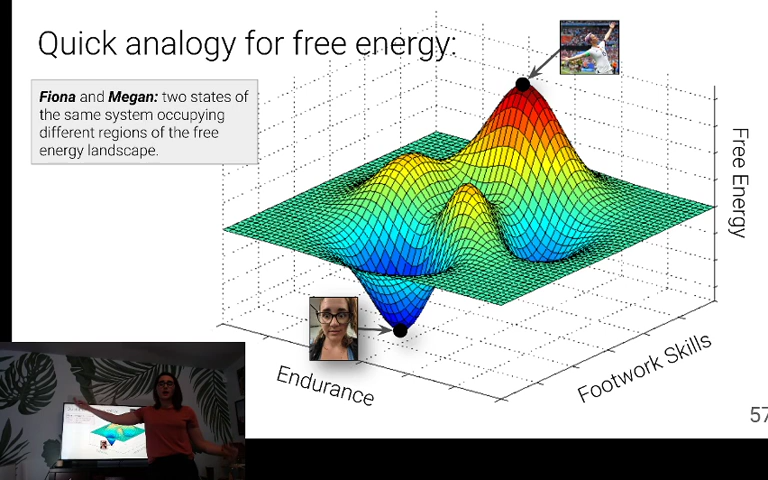 Quick analogy for free energy:
Fiona and Megan: two states of
the same system occupying
different regions of the free
energy landscape.
Free Energy
Endurance
Footwork Skills
57